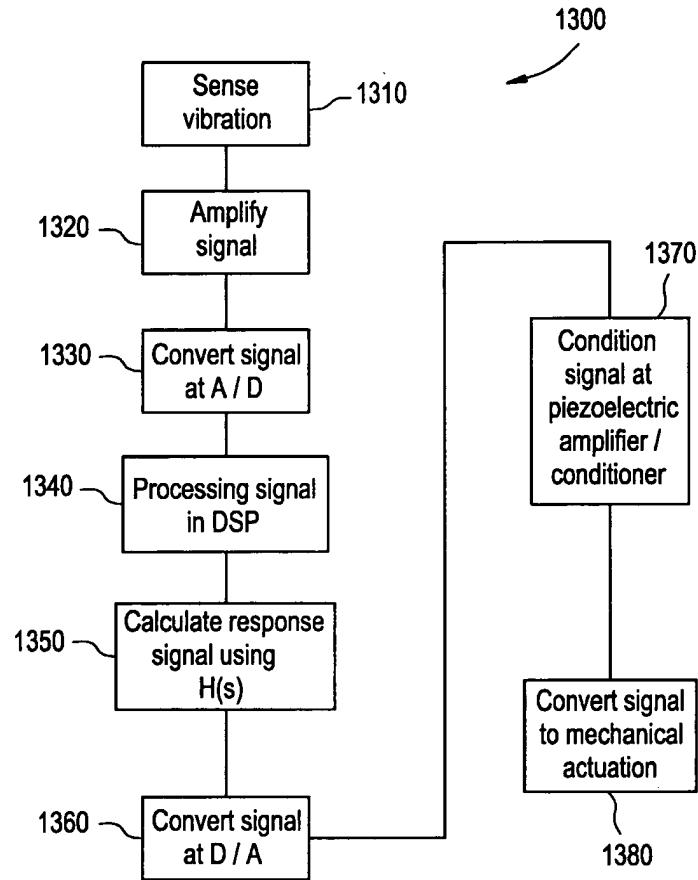 1300
Sense
vibration
1310
Amplify
signal
1320
Convert signal
at A / D
1330
Processing signal
in DSP
1340
Calculate response
signal using
H(s)
1350
Convert signal
at D / A
1360
1370
Condition
signal at
piezoelectric
amplifier /
conditioner
Convert signal
to mechanical
actuation
1380